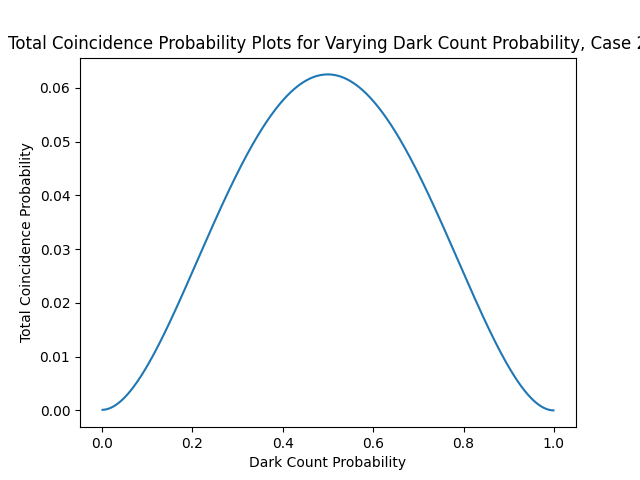 Total Coincidence Probability Plots for Varying Dark Count Probability, Case 2
0.06
0.05
0.04
0.03
0.02
0.01
0.00
Total Coincidence Probability
0.0 0.2 0.4 0.6 0.8 1.0
Dark Count Probability